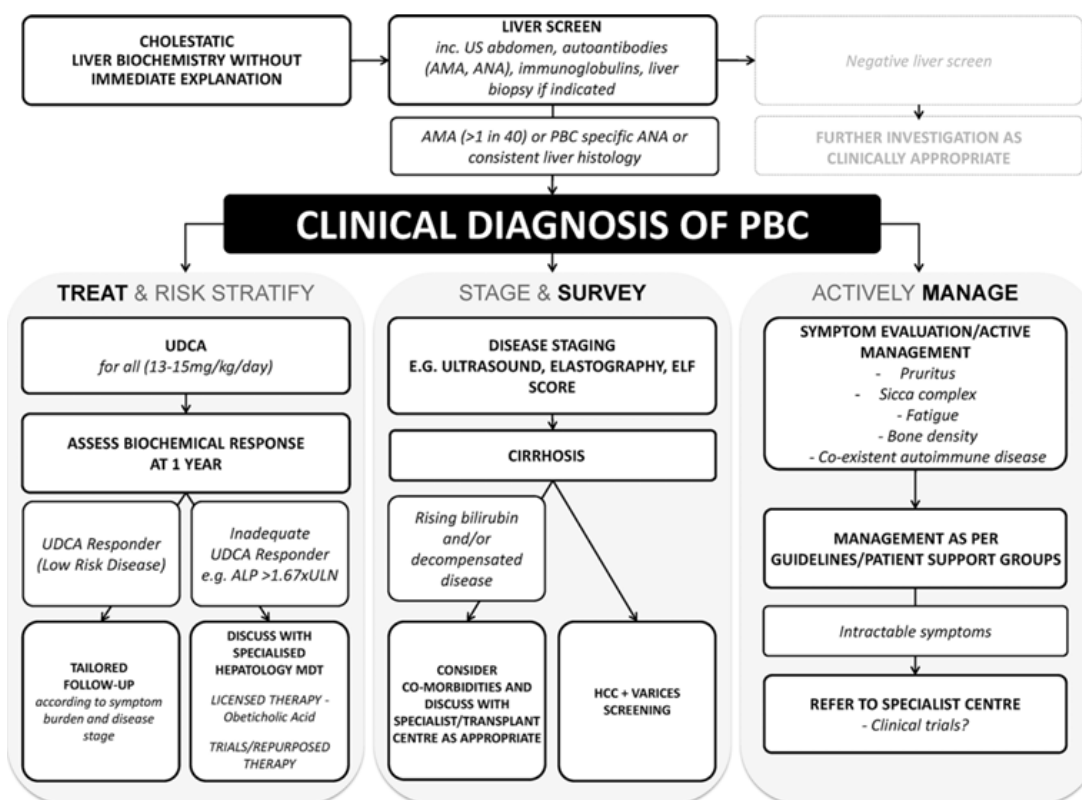 CHOLESTATIC
LIVER BIOCHEMISTRY WITHOUT
IMMEDIATE EXPLANATION
LIVER SCREEN
inc. US abdomen, autoantibodies
(AMA, ANA), immunoglobulins, liver
biopsy if indicated
Negative liver screen
AMA (>1 in 40) or PBC specific ANA or
consistent liver histology
FURTHER INVESTIGATION AS
CLINICALLY APPROPRIATE
CLINICAL DIAGNOSIS OF PBC
TREAT & RISK STRATIFY
UDCA
for all (13-15mg/kg/day)
ASSESS BIOCHEMICAL RESPONSE
AT 1 YEAR
UDCA Responder
(Low Risk Disease)
Inadequate
UDCA Responder
e.g. ALP >1.67xULN
TAILORED
FOLLOW-UP
according to symptom
burden and disease
stage
DISCUSS WITH
SPECIALISED
HEPATOLOGY MDT
LICENSED THERAPY -
Obeticholic Acid
TRIALS/REPURPOSED
THERAPY
STAGE & SURVEY
DISEASE STAGING
E.G. ULTRASOUND, ELASTOGRAPHY, ELF
SCORE
CIRRHOSIS
Rising bilirubin
and/or
decompensated
disease
CONSIDER
CO-MORBIDITIES AND
DISCUSS WITH
SPECIALIST/TRANSPLANT
CENTRE AS APPROPRIATE
HCC + VARICES
SCREENING
ACTIVELY MANAGE
SYMPTOM EVALUATION/ACTIVE
MANAGEMENT
- Pruritus
- Sicca complex
- Fatigue
- Bone density
- Co-existent autoimmune disease
MANAGEMENT AS PER
GUIDELINES/PATIENT SUPPORT GROUPS
Intractable symptoms
REFER TO SPECIALIST CENTRE
- Clinical trials?